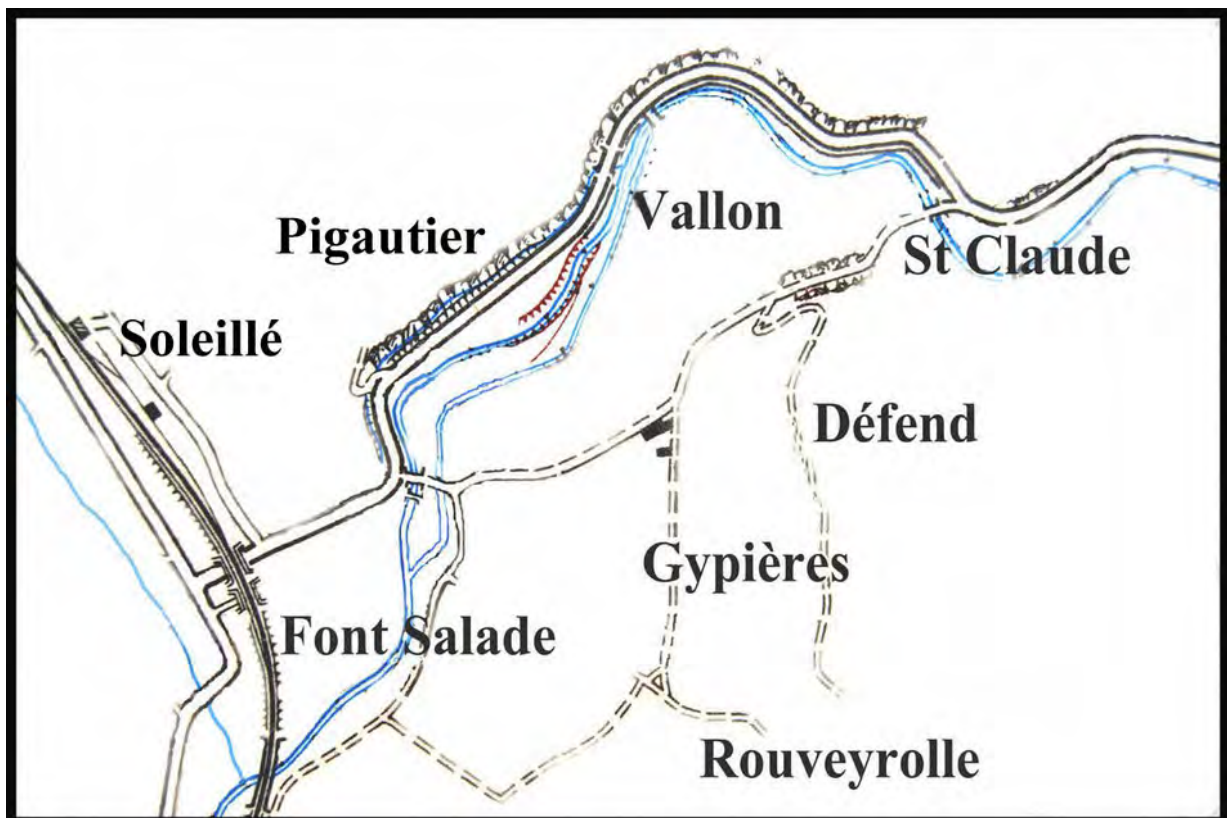 Vallon
Pigautier
St Claude
Soleillé
Défend
Gypières
Font Salade
Rouveyrolle